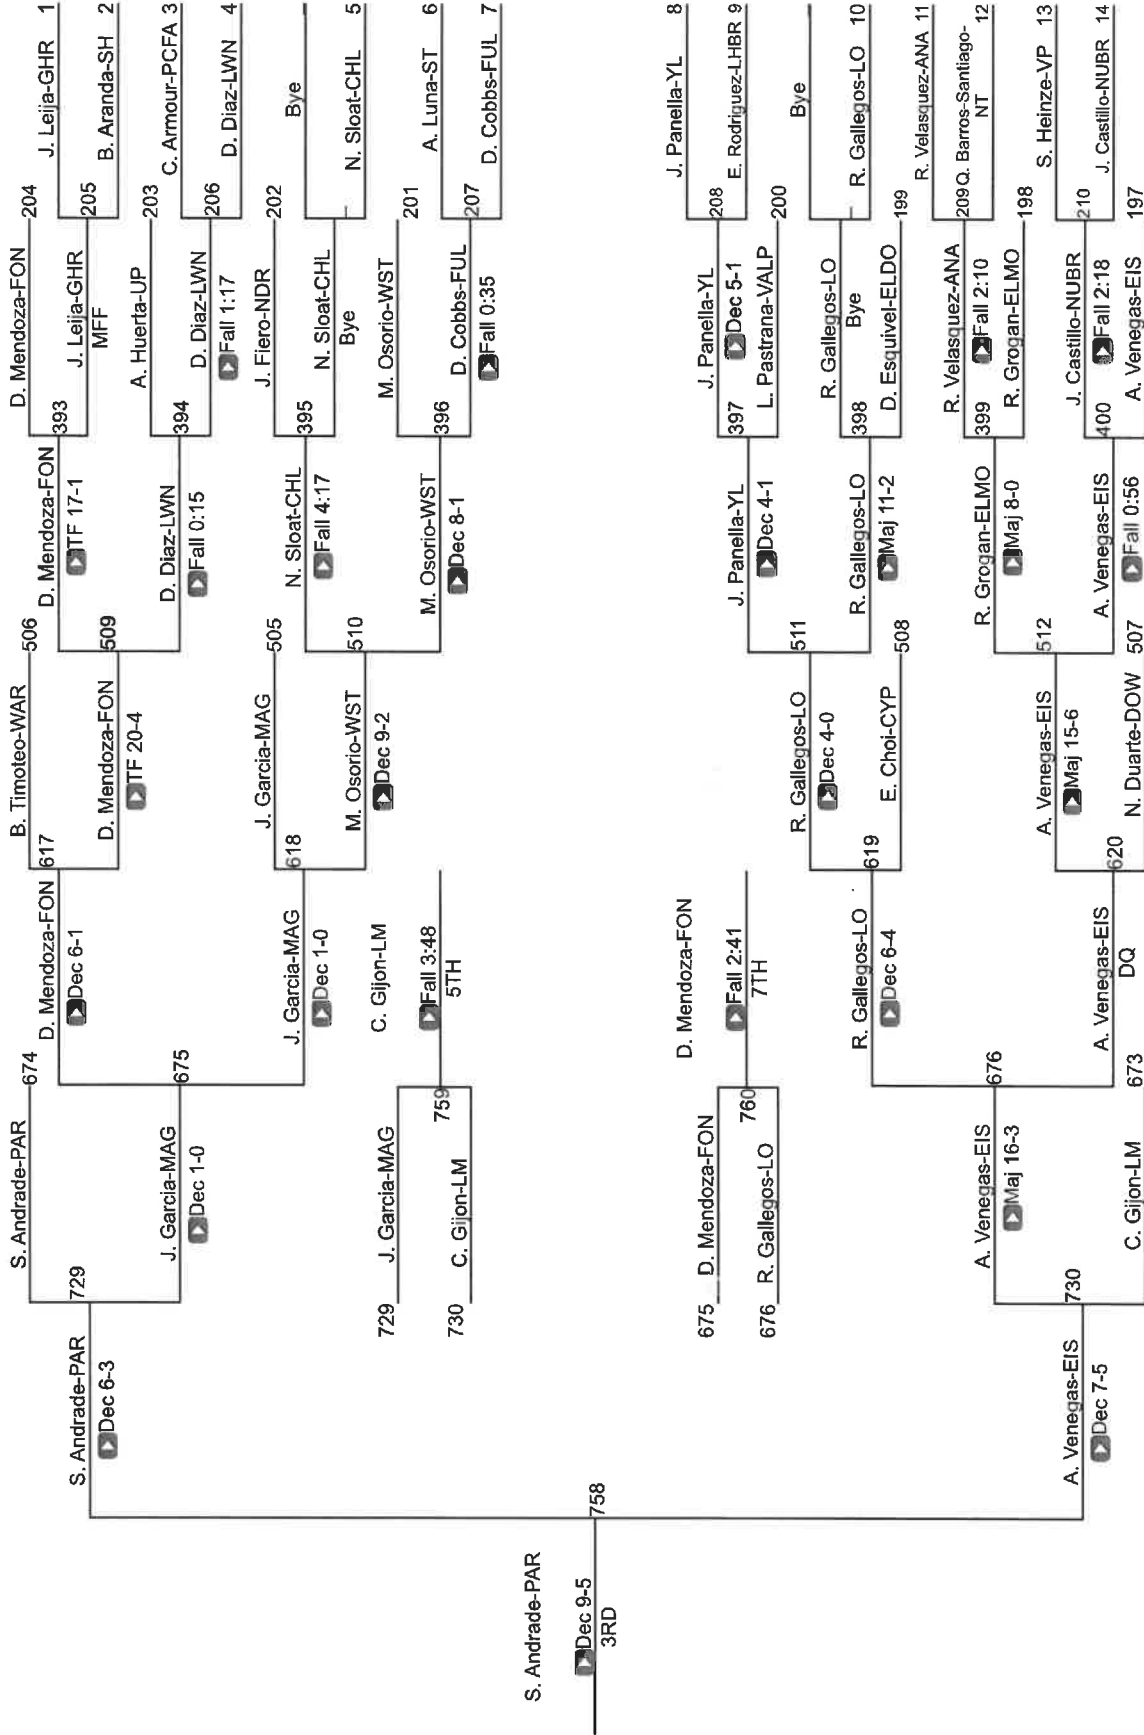 J. Leija-GHR 1
B. Aranda-SH 2
C. Armour-PCFA 3
D. Diaz-LWN 4
Bye
N. Sloat-CHL 5
A. Luna-ST 6
D. Cobbs-FUL 7
J. Panella-YL 8
E. Rodriguez-LHBR 9
Bye
R. Gallegos-LO 10
R. Velasquez-ANA 11
Q. Barros-Santiago-
NT 12
S. Heinze-VP 13
J. Castillo-NUBR 14
D. Mendoza-FON 204
J. Leija-GHR 205
MFF
A. Huerta-UP 203
D. Diaz-LWN 206
Fall 1:17
J. Fiero-NDR 202
N. Sloat-CHL
Bye
M. Osorio-WST 201
D. Cobbs-FUL 207
Fall 0:35
J. Panella-YL 208
Dec 5-1
L. Pastrana-VALP 200
R. Gallegos-LO
Bye
D. Esquivel-ELDO 199
R. Velasquez-ANA 209
Fall 2:10
R. Grogan-ELMO 198
J. Castillo-NUBR 210
Fall 2:18
A. Venegas-EIS 197
D. Mendoza-FON 393
TF 17-1
D. Diaz-LWN 394
Fall 0:15
N. Sloat-CHL 395
Fall 4:17
M. Osorio-WST 396
Dec 8-1
J. Panella-YL 397
Dec 4-1
R. Gallegos-LO 398
Maj 11-2
R. Grogan-ELMO 399
Maj 8-0
A. Venegas-EIS 400
Fall 0:56
B. Timoteo-WAR 506
D. Mendoza-FON 509
TF 20-4
J. Garcia-MAG 505
M. Osorio-WST 510
Dec 9-2
R. Gallegos-LO 511
Dec 4-0
E. Choi-CYP 508
A. Venegas-EIS 512
Maj 15-6
N. Duarte-DOW 507
D. Mendoza-FON 617
Dec 6-1
J. Garcia-MAG 618
Dec 1-0
R. Gallegos-LO 619
Dec 6-4
A. Venegas-EIS 620
DQ
C. Gijon-LM
Fall 3:48
5TH
D. Mendoza-FON
Fall 2:41
7TH
S. Andrade-PAR 674
J. Garcia-MAG 675
Dec 1-0
729 J. Garcia-MAG
759
730 C. Gijon-LM
675 D. Mendoza-FON
760
676 R. Gallegos-LO
A. Venegas-EIS 676
Maj 16-3
C. Gijon-LM 673
S. Andrade-PAR 729
Dec 6-3
A. Venegas-EIS 730
Dec 7-5
S. Andrade-PAR 758
Dec 9-5
3RD